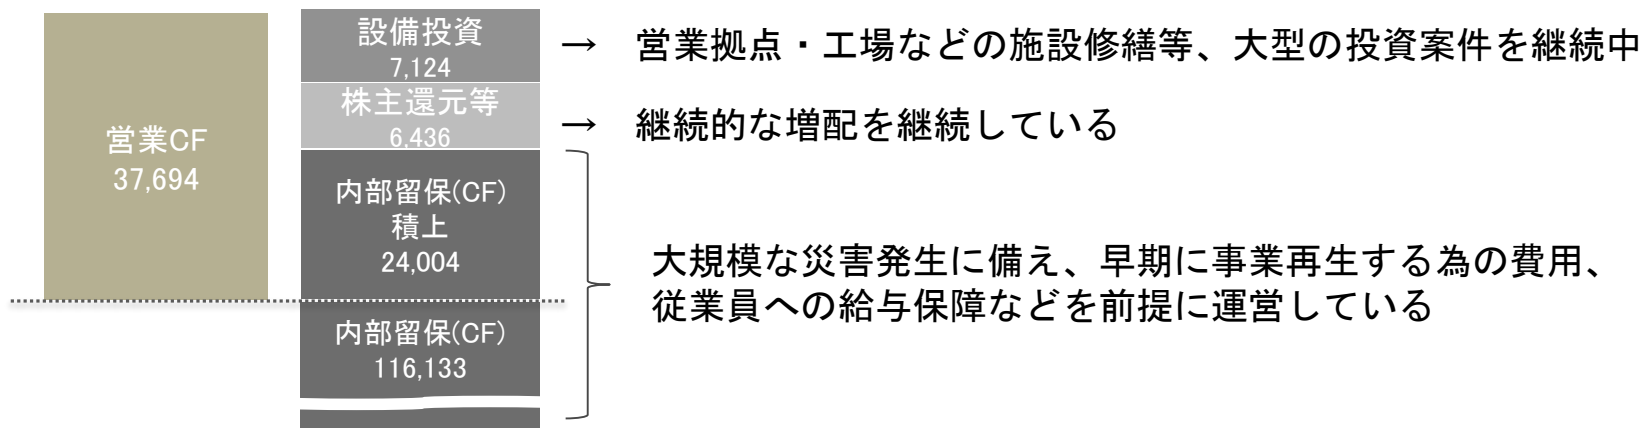 営業CF
37,694
設備投資
7,124
→ 営業拠点・工場などの施設修繕等、大型の投資案件を継続中
株主還元等
6,436
→ 継続的な増配を継続している
内部留保(CF)
積上
24,004
内部留保(CF)
116,133
大規模な災害発生に備え、早期に事業再生する為の費用、
従業員への給与保障などを前提に運営している